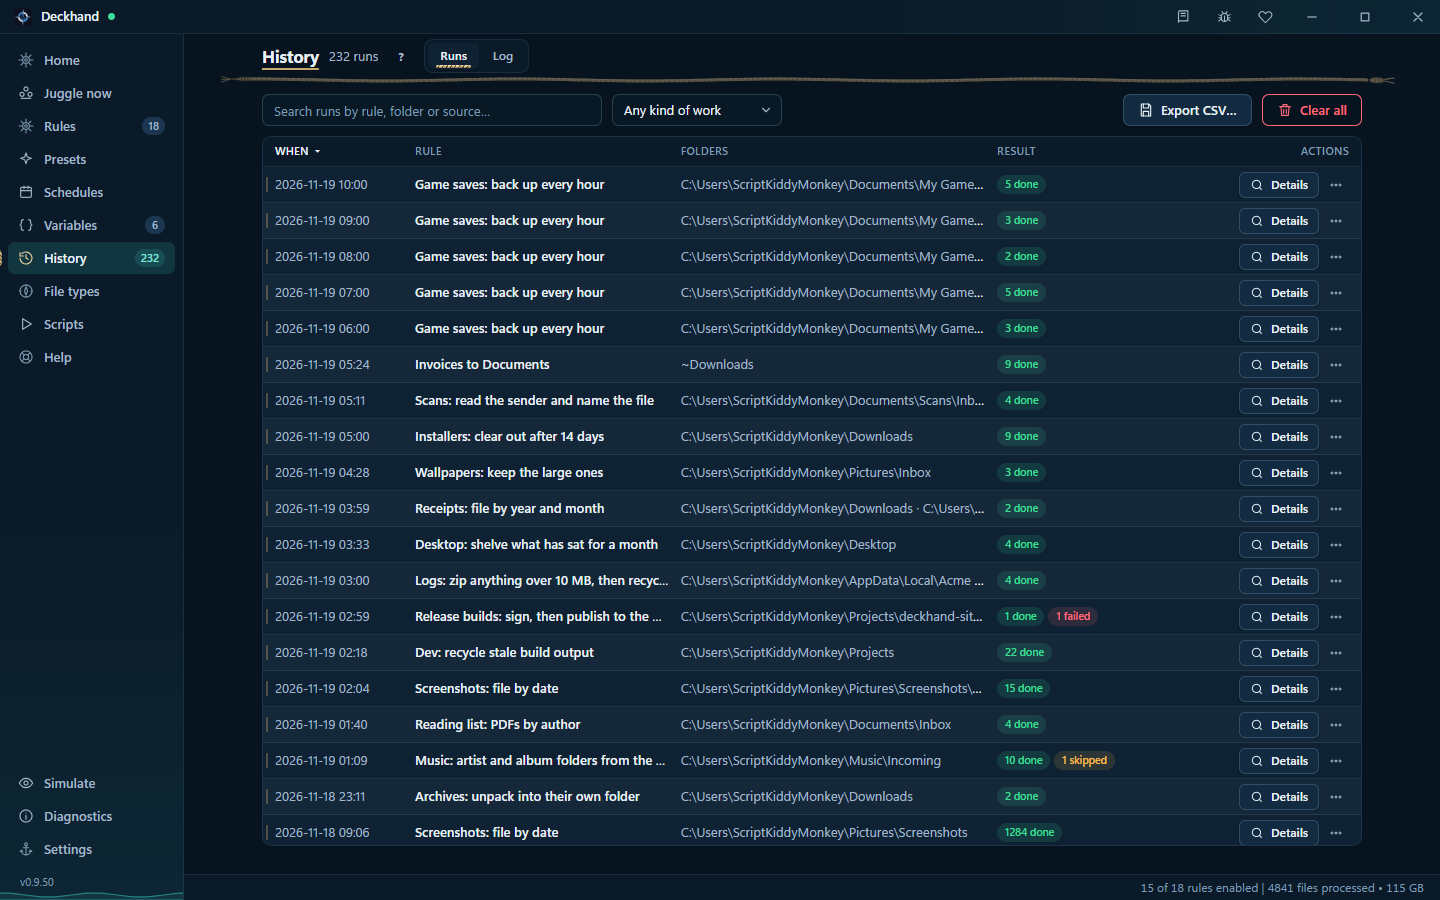 Deckhand
Home
Juggle now
Rules 18
Presets
Schedules
Variables 6
History 232
File types
Scripts
Help
Simulate
Diagnostics
Settings
v0.9.50
History 232 runs ? Runs Log
Search runs by rule, folder or source... Any kind of work Export CSV... Clear all
WHEN RULE FOLDERS RESULT ACTIONS
2026-11-19 10:00 Game saves: back up every hour C:\Users\ScriptKiddyMonkey\Documents\My Game... 5 done Details
2026-11-19 09:00 Game saves: back up every hour C:\Users\ScriptKiddyMonkey\Documents\My Game... 3 done Details
2026-11-19 08:00 Game saves: back up every hour C:\Users\ScriptKiddyMonkey\Documents\My Game... 2 done Details
2026-11-19 07:00 Game saves: back up every hour C:\Users\ScriptKiddyMonkey\Documents\My Game... 5 done Details
2026-11-19 06:00 Game saves: back up every hour C:\Users\ScriptKiddyMonkey\Documents\My Game... 3 done Details
2026-11-19 05:24 Invoices to Documents ~Downloads 9 done Details
2026-11-19 05:11 Scans: read the sender and name the file C:\Users\ScriptKiddyMonkey\Documents\Scans\Inb... 4 done Details
2026-11-19 05:00 Installers: clear out after 14 days C:\Users\ScriptKiddyMonkey\Downloads 9 done Details
2026-11-19 04:28 Wallpapers: keep the large ones C:\Users\ScriptKiddyMonkey\Pictures\Inbox 3 done Details
2026-11-19 03:59 Receipts: file by year and month C:\Users\ScriptKiddyMonkey\Downloads · C:\Users\... 2 done Details
2026-11-19 03:33 Desktop: shelve what has sat for a month C:\Users\ScriptKiddyMonkey\Desktop 4 done Details
2026-11-19 03:00 Logs: zip anything over 10 MB, then recyc... C:\Users\ScriptKiddyMonkey\AppData\Local\Acme ... 4 done Details
2026-11-19 02:59 Release builds: sign, then publish to the ... C:\Users\ScriptKiddyMonkey\Projects\deckhand-sit... 1 done 1 failed Details
2026-11-19 02:18 Dev: recycle stale build output C:\Users\ScriptKiddyMonkey\Projects 22 done Details
2026-11-19 02:04 Screenshots: file by date C:\Users\ScriptKiddyMonkey\Pictures\Screenshots\... 15 done Details
2026-11-19 01:40 Reading list: PDFs by author C:\Users\ScriptKiddyMonkey\Documents\Inbox 4 done Details
2026-11-19 01:09 Music: artist and album folders from the ... C:\Users\ScriptKiddyMonkey\Music\Incoming 10 done 1 skipped Details
2026-11-18 23:11 Archives: unpack into their own folder C:\Users\ScriptKiddyMonkey\Downloads 2 done Details
2026-11-18 09:06 Screenshots: file by date C:\Users\ScriptKiddyMonkey\Pictures\Screenshots 1284 done Details
15 of 18 rules enabled | 4841 files processed • 115 GB